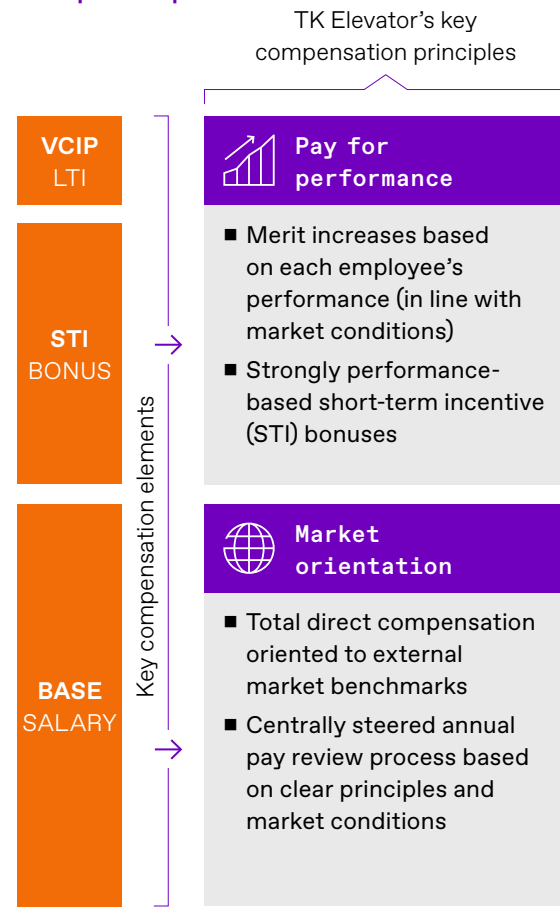 TK Elevator’s key
compensation principles
VCIP
LTI
STI
BONUS
BASE
SALARY
Key compensation elements
Pay for
performance
■ Merit increases based
on each employee’s
performance (in line with
market conditions)
■ Strongly performance-
based short-term incentive
(STI) bonuses
Market
orientation
■ Total direct compensation
oriented to external
market benchmarks
■ Centrally steered annual
pay review process based
on clear principles and
market conditions